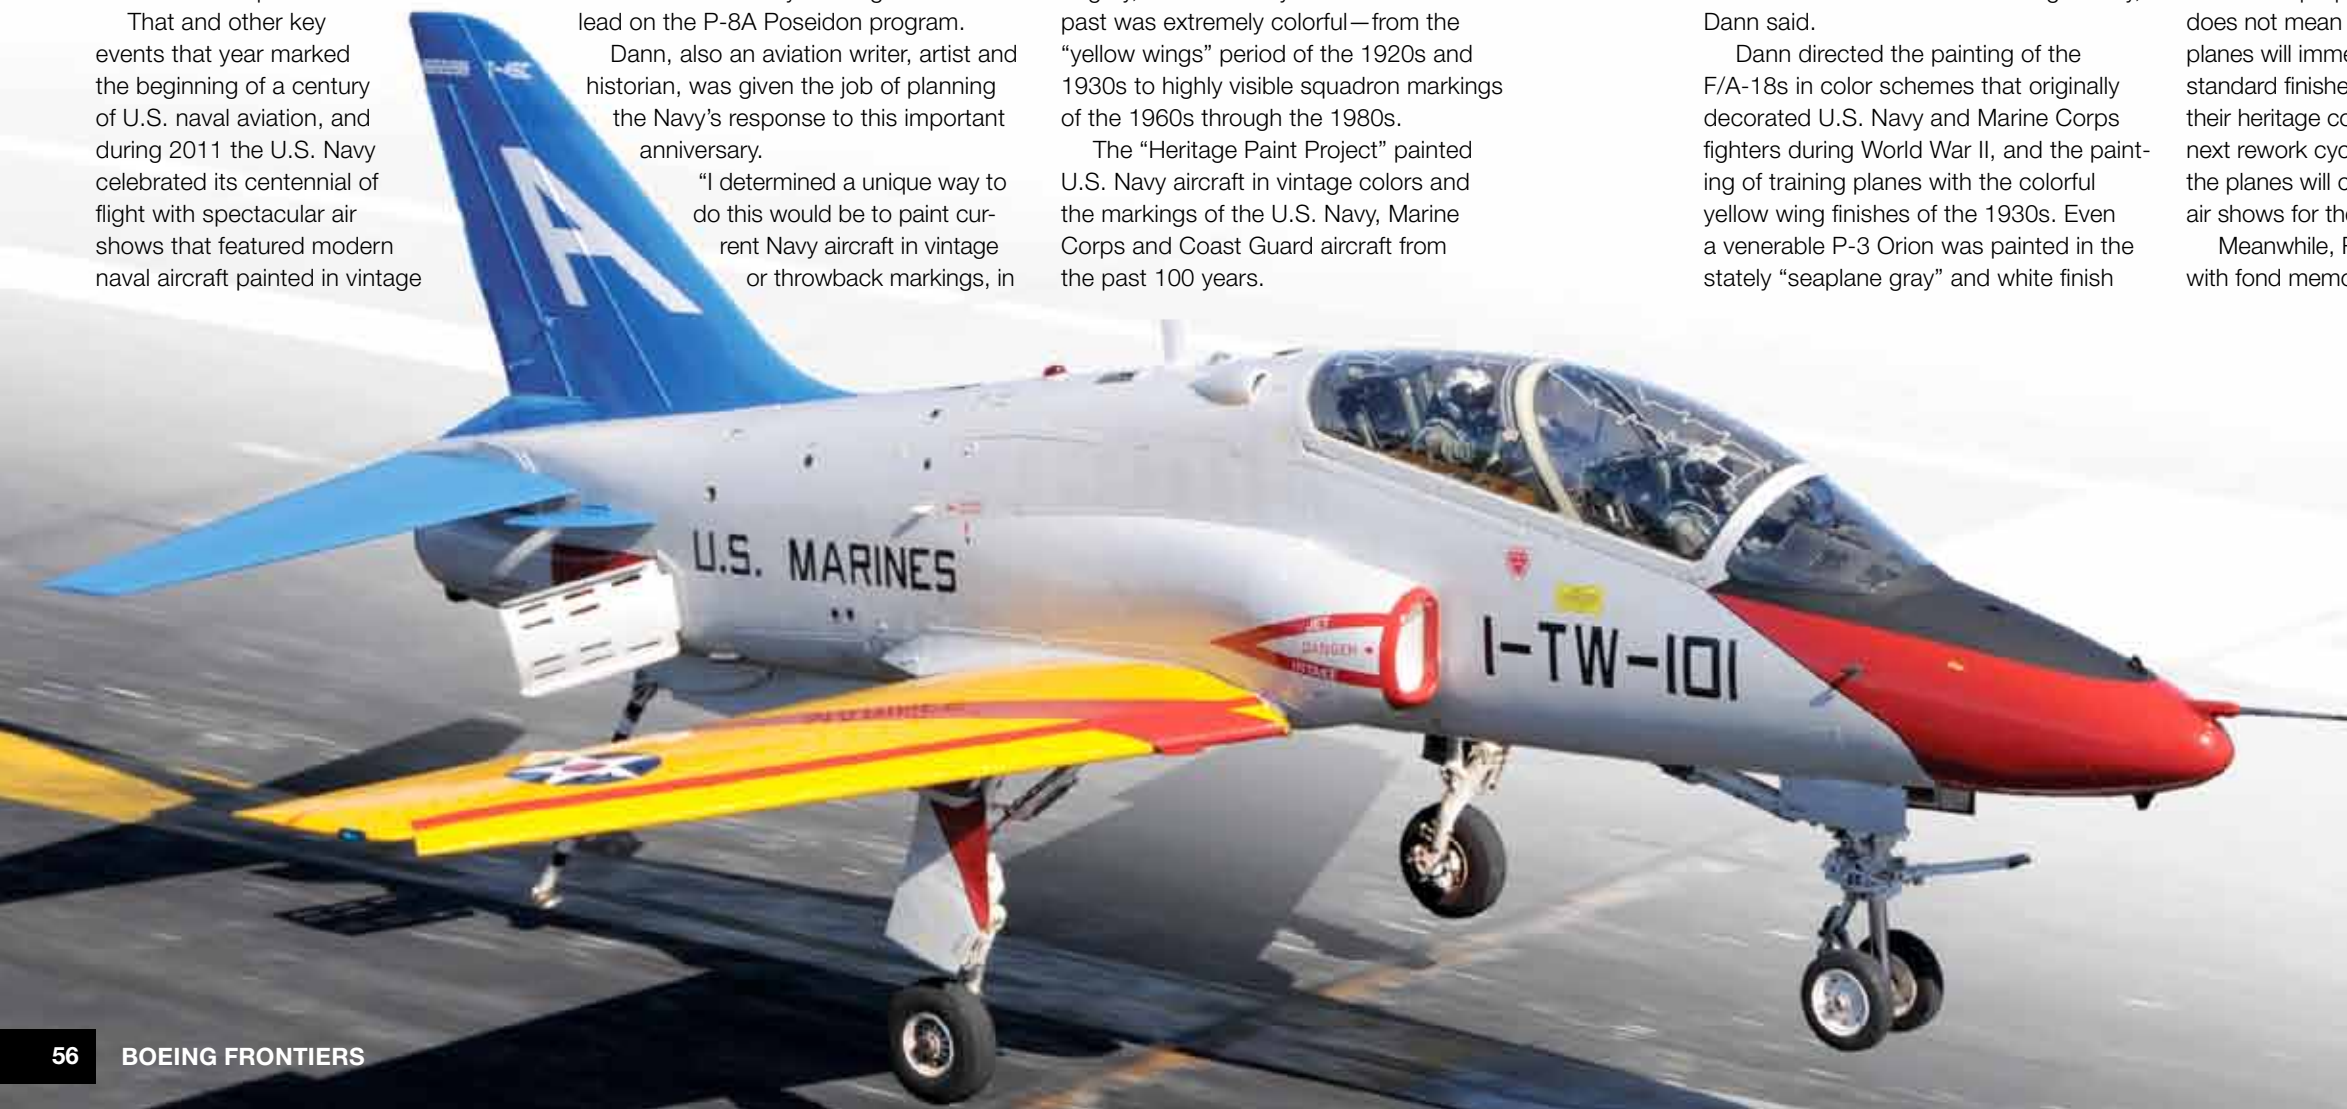 That and other key
events that year marked
the beginning of a century
of U.S. naval aviation, and
during 2011 the U.S. Navy
celebrated its centennial of
flight with spectacular air
shows that featured modern
naval aircraft painted in vintage
lead on the P-8A Poseidon program.
Dann, also an aviation writer, artist and
historian, was given the job of planning
the Navy’s response to this important
anniversary.
“I determined a unique way to
do this would be to paint cur-
rent Navy aircraft in vintage
or throwback markings, in
past was extremely colorful—from the
“yellow wings” period of the 1920s and
1930s to highly visible squadron markings
of the 1960s through the 1980s.
The “Heritage Paint Project” painted
U.S. Navy aircraft in vintage colors and
the markings of the U.S. Navy, Marine
Corps and Coast Guard aircraft from
the past 100 years.
Dann said.
Dann directed the painting of the
F/A-18s in color schemes that originally
decorated U.S. Navy and Marine Corps
fighters during World War II, and the paint-
ing of training planes with the colorful
yellow wing finishes of the 1930s. Even
a venerable P-3 Orion was painted in the
stately “seaplane gray” and white finish
does not mean
planes will imme
standard finishe
their heritage co
next rework cyc
the planes will c
air shows for the
Meanwhile, F
with fond memo
A
U.S. MARINES
JET
DANGER
INTAKE
1-TW-101
56 BOEING FRONTIERS